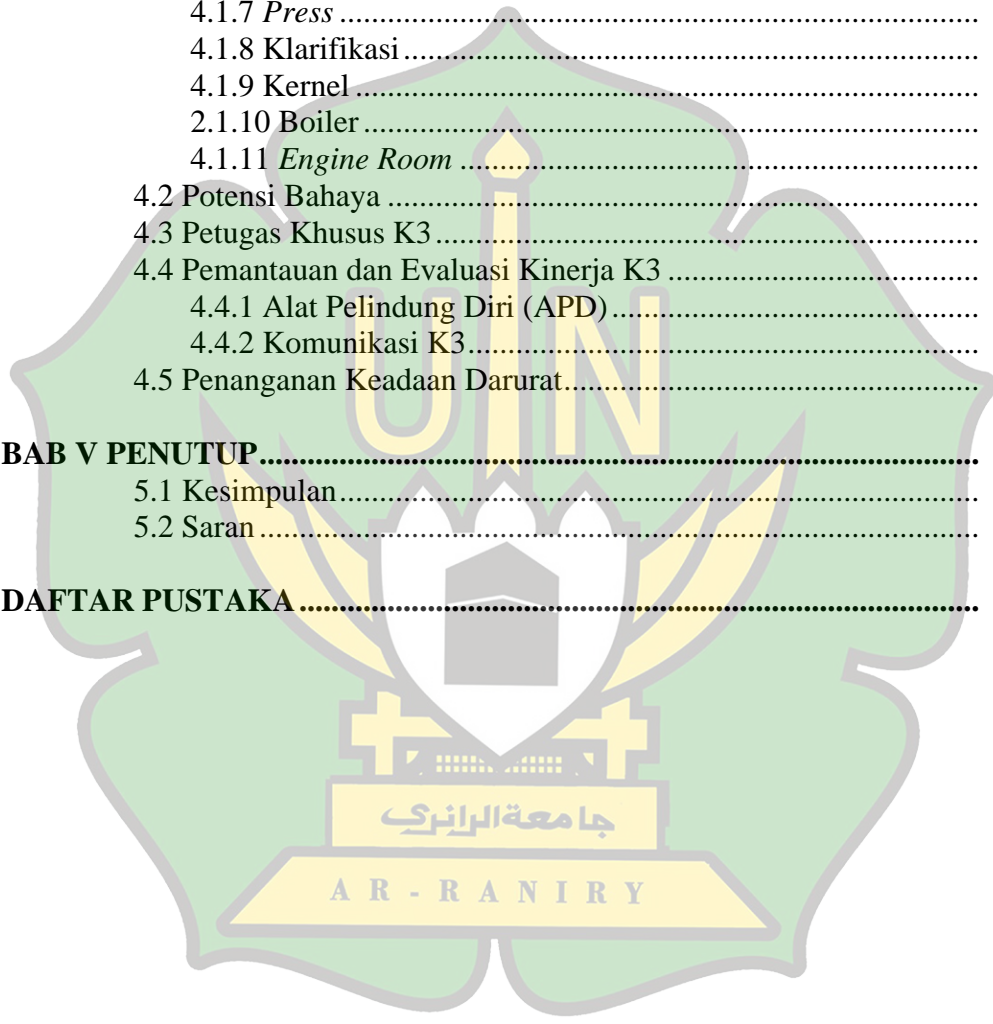 4.1.7 Press ........................................................................................
4.1.8 Klarifikasi ...................................................................................
4.1.9 Kernel ........................................................................................
2.1.10 Boiler .......................................................................................
4.1.11 Engine Room ...........................................................................
4.2 Potensi Bahaya ..................................................................................
4.3 Petugas Khusus K3 ............................................................................
4.4 Pemantauan dan Evaluasi Kinerja K3 ................................................
4.4.1 Alat Pelindung Diri (APD) ......................................................
4.4.2 Komunikasi K3 ........................................................................
4.5 Penanganan Keadaan Darurat ............................................................
BAB V PENUTUP ......................................................................................
5.1 Kesimpulan .........................................................................................
5.2 Saran ...................................................................................................
DAFTAR PUSTAKA .................................................................................
UIN
جامعة الرانري
AR-RANIRY